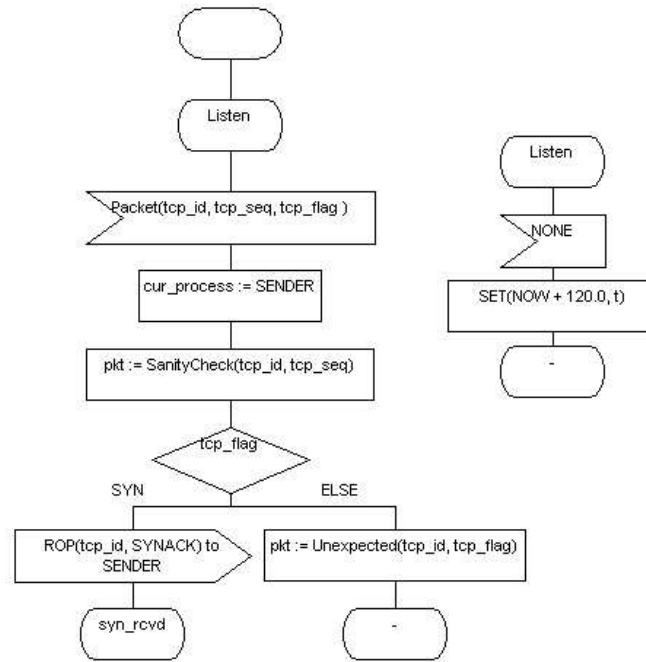 Listen
Packet(tcp_id, tcp_seq, tcp_flag )
cur_process := SENDER
pkt := SanityCheck(tcp_id, tcp_seq)
tcp_flag
SYN
ELSE
ROP(tcp_id, SYNACK) to
SENDER
pkt := Unexpected(tcp_id, tcp_flag)
syn_rcvd
-
Listen
NONE
SET(NOW + 120.0, t)
-